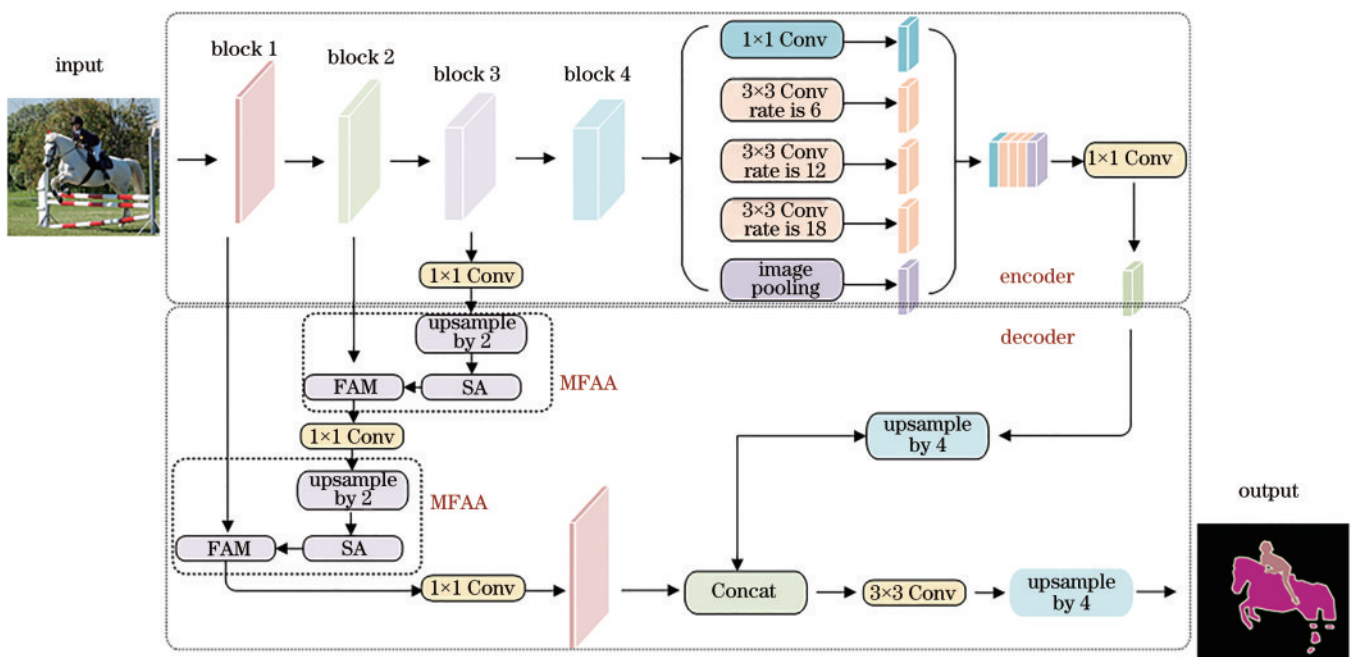 input
block 1
block 2
block 3
block 4
1×1 Conv
3×3 Conv
rate is 6
3×3 Conv
rate is 12
3×3 Conv
rate is 18
image
pooling
1×1 Conv
encoder
1×1 Conv
upsample
by 2
FAM
SA
MFAA
decoder
1×1 Conv
upsample
by 2
FAM
SA
MFAA
upsample
by 4
1×1 Conv
Concat
3×3 Conv
upsample
by 4
output